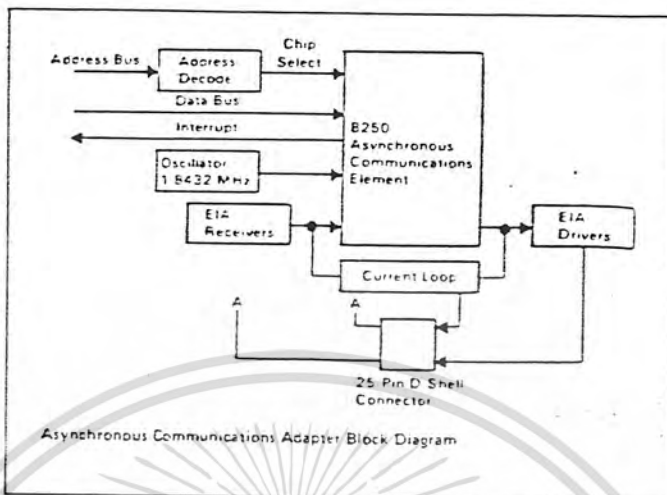 Address Bus
Address
Decode
Chip
Select
Data Bus
Interrupt
Oscillator
1.8432 MHz
8250
Asynchronous
Communications
Element
EIA
Receivers
EIA
Drivers
Current Loop
A
A
25 Pin D Shell
Connector
Asynchronous Communications Adapter Block Diagram